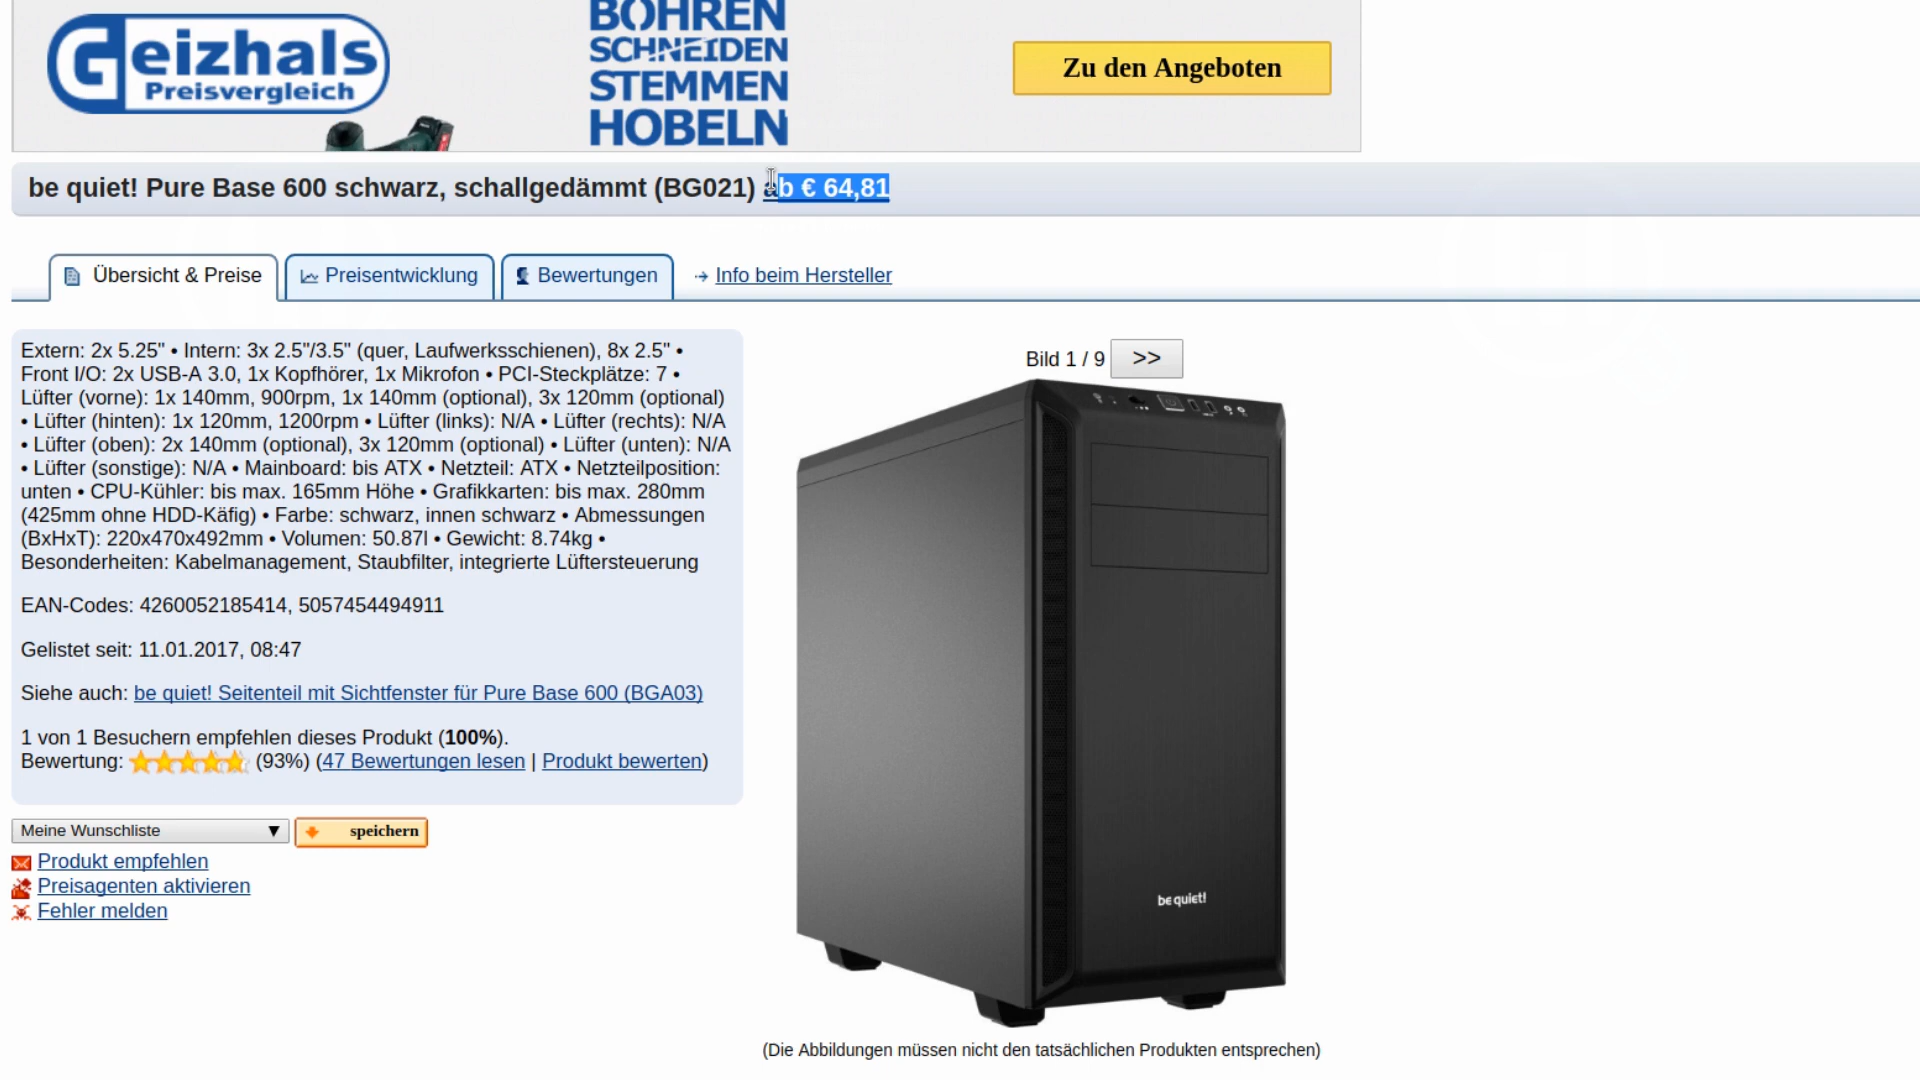 Geizhals
Preisvergleich
BOHREN
SCHNEIDEN
STEMMEN
HOBELN
Zu den Angeboten
be quiet! Pure Base 600 schwarz, schallgedämmt (BG021) ab € 64,81
Übersicht & Preise
Preisentwicklung
Bewertungen
Info beim Hersteller
Extern: 2x 5.25" • Intern: 3x 2.5"/3.5" (quer, Laufwerksschienen), 8x 2.5" •
Front I/O: 2x USB-A 3.0, 1x Kopfhörer, 1x Mikrofon • PCI-Steckplätze: 7 •
Lüfter (vorne): 1x 140mm, 900rpm, 1x 140mm (optional), 3x 120mm (optional)
• Lüfter (hinten): 1x 120mm, 1200rpm • Lüfter (links): N/A • Lüfter (rechts): N/A
• Lüfter (oben): 2x 140mm (optional), 3x 120mm (optional) • Lüfter (unten): N/A
• Lüfter (sonstige): N/A • Mainboard: bis ATX • Netzteil: ATX • Netzteilposition:
unten • CPU-Kühler: bis max. 165mm Höhe • Grafikkarten: bis max. 280mm
(425mm ohne HDD-Käfig) • Farbe: schwarz, innen schwarz • Abmessungen
(BxHxT): 220x470x492mm • Volumen: 50.87l • Gewicht: 8.74kg •
Besonderheiten: Kabelmanagement, Staubfilter, integrierte Lüftersteuerung
EAN-Codes: 4260052185414, 5057454494911
Gelistet seit: 11.01.2017, 08:47
Siehe auch: be quiet! Seitenteil mit Sichtfenster für Pure Base 600 (BGA03)
1 von 1 Besuchern empfehlen dieses Produkt (100%).
Bewertung: (93%) (47 Bewertungen lesen | Produkt bewerten)
Meine Wunschliste
speichern
Produkt empfehlen
Preisagenten aktivieren
Fehler melden
Bild 1 / 9 >>
be quiet!
(Die Abbildungen müssen nicht den tatsächlichen Produkten entsprechen)